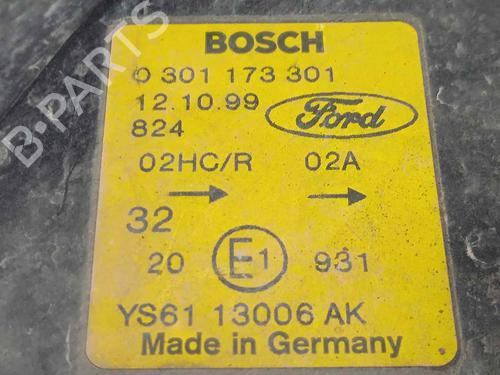 BOSCH
0 301 173 301
12.10.99
824
Ford
02HC/R 02A
32
20 E1 931
YS61 13006 AK
Made in Germany
B-PARTS